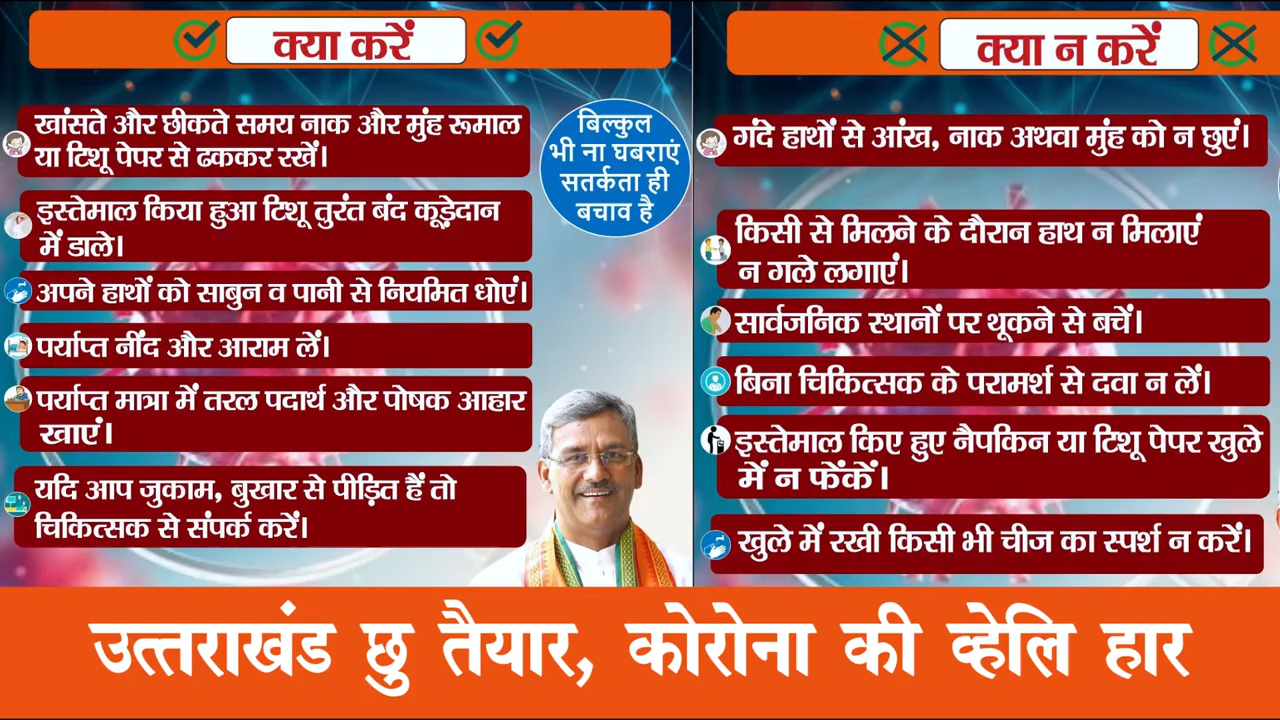 क्या करें
खांसते और छीकते समय नाक और मुंह रूमाल
या टिशू पेपर से ढककर रखें।
इस्तेमाल किया हुआ टिशू तुरंत बंद कूड़ेदान
में डाले।
अपने हाथों को साबुन व पानी से नियमित धोएं।
पर्याप्त नींद और आराम लें।
पर्याप्त मात्रा में तरल पदार्थ और पोषक आहार
खाएं।
यदि आप जुकाम, बुखार से पीड़ित हैं तो
चिकित्सक से संपर्क करें।
बिल्कुल
भी ना घबराएं
सतर्कता ही
बचाव है
क्या न करें
गंदे हाथों से आंख, नाक अथवा मुंह को न छुएं।
किसी से मिलने के दौरान हाथ न मिलाएं
न गले लगाएं।
सार्वजनिक स्थानों पर थूकने से बचें।
बिना चिकित्सक के परामर्श से दवा न लें।
इस्तेमाल किए हुए नैपकिन या टिशू पेपर खुले
में न फेंकें।
खुले में रखी किसी भी चीज का स्पर्श न करें।
उत्तराखंड छु तैयार, कोरोना की व्हेलि हार